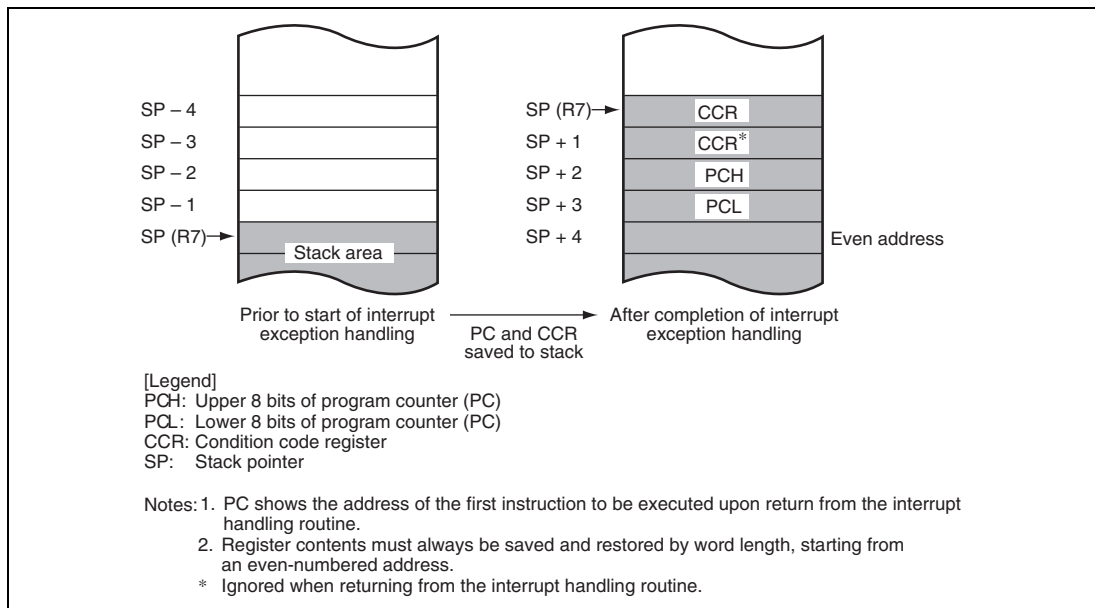 SP – 4
SP – 3
SP – 2
SP – 1
SP (R7)
Stack area
SP (R7)
SP + 1
SP + 2
SP + 3
SP + 4
CCR
CCR*
PCH
PCL
Even address
Prior to start of interrupt
exception handling
PC and CCR
saved to stack
After completion of interrupt
exception handling
[Legend]
PCH: Upper 8 bits of program counter (PC)
PCL: Lower 8 bits of program counter (PC)
CCR: Condition code register
SP: Stack pointer
Notes: 1. PC shows the address of the first instruction to be executed upon return from the interrupt
handling routine.
2. Register contents must always be saved and restored by word length, starting from
an even-numbered address.
* Ignored when returning from the interrupt handling routine.